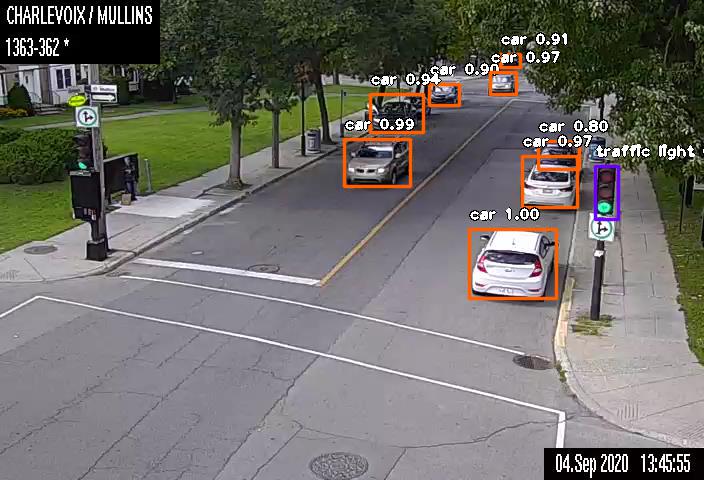 CHARLEVOIX / MULLINS
1363-362 *
car 0.91
car 0.97
car 0.90
car 0.94
car 0.99
car 0.80
car 0.97
traffic light
car 1.00
04.Sep 2020 13:45:55